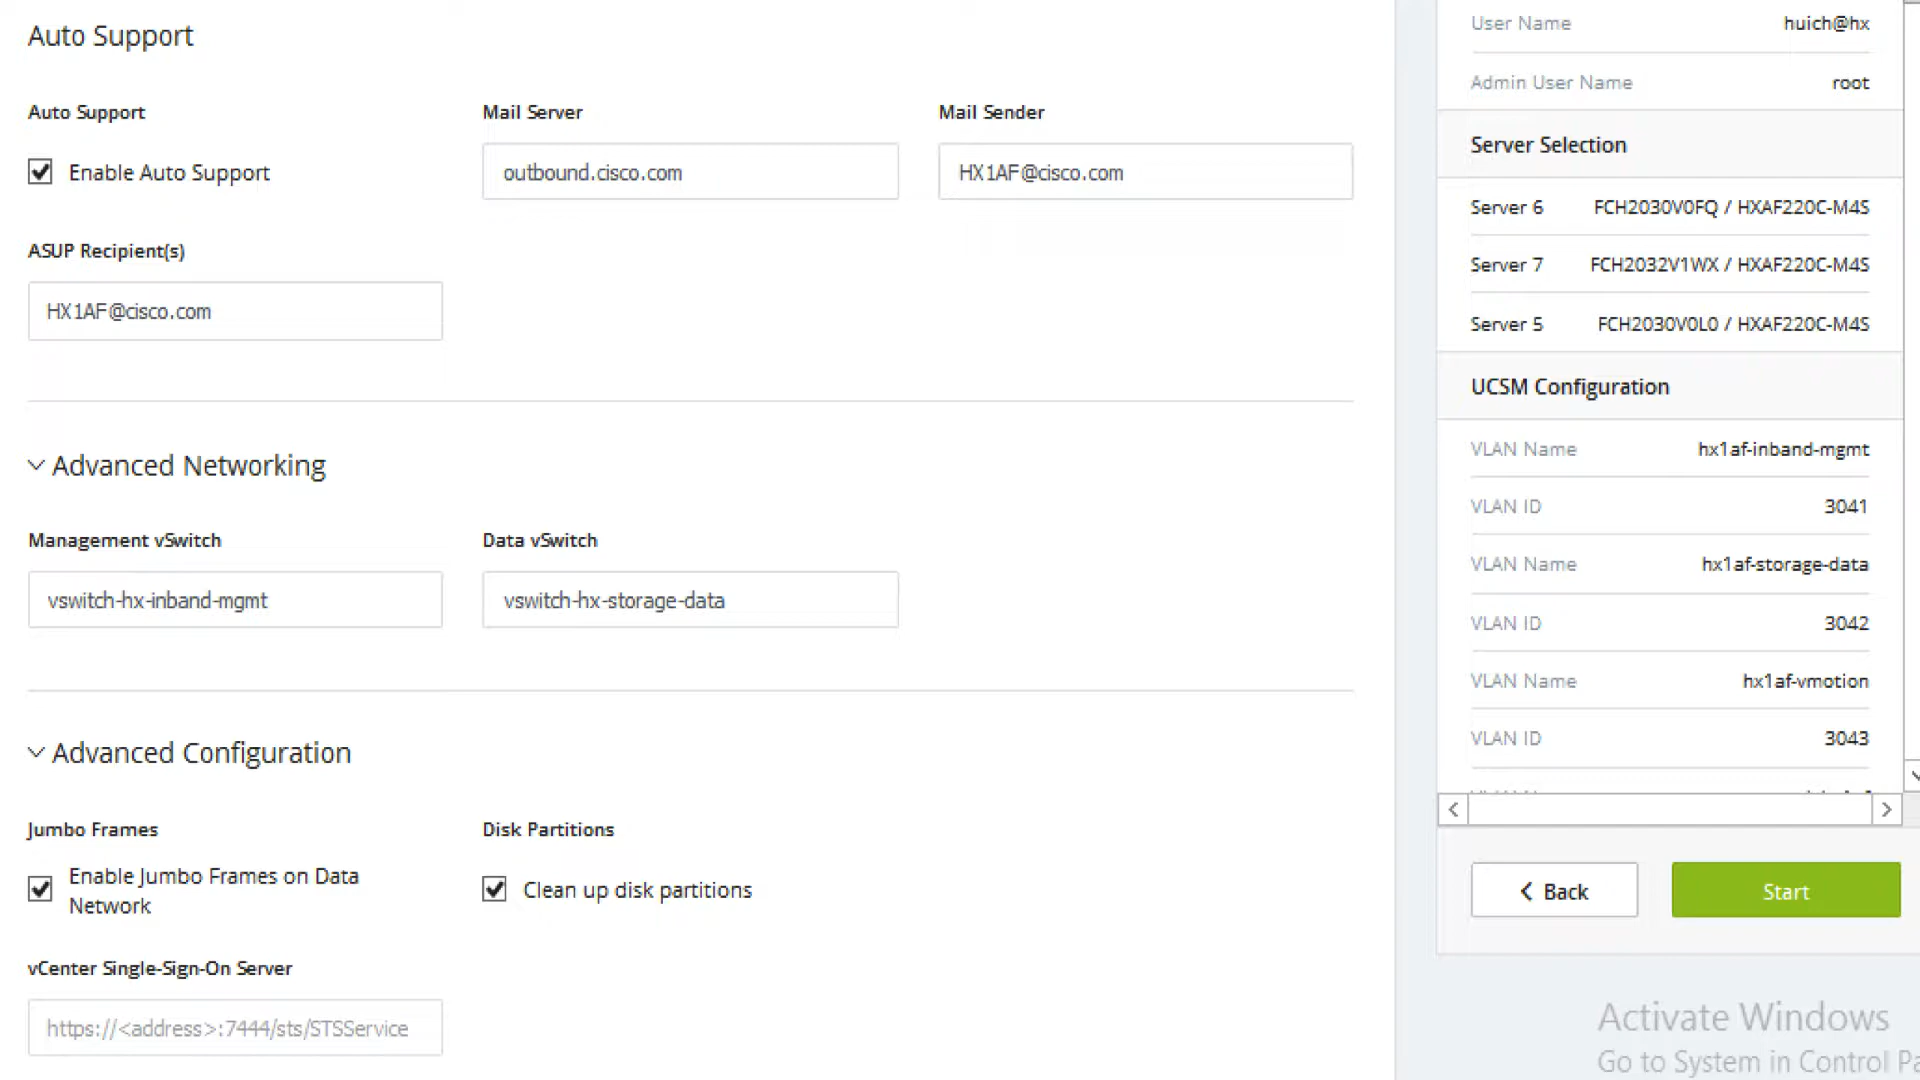 Auto Support
Auto Support
Mail Server
Mail Sender
Enable Auto Support
outbound.cisco.com
HX1AF@cisco.com
ASUP Recipient(s)
HX1AF@cisco.com
Advanced Networking
Management vSwitch
Data vSwitch
vswitch-hx-inband-mgmt
vswitch-hx-storage-data
Advanced Configuration
Jumbo Frames
Disk Partitions
Enable Jumbo Frames on Data
Network
Clean up disk partitions
vCenter Single-Sign-On Server
https://<address>:7444/sts/STSService
User Name huich@hx
Admin User Name root
Server Selection
Server 6 FCH2030V0FQ / HXAF220C-M4S
Server 7 FCH2032V1WX / HXAF220C-M4S
Server 5 FCH2030V0L0 / HXAF220C-M4S
UCSM Configuration
VLAN Name hx1af-inband-mgmt
VLAN ID 3041
VLAN Name hx1af-storage-data
VLAN ID 3042
VLAN Name hx1af-vmotion
VLAN ID 3043
Back
Start
Activate Windows
Go to System in Control Pa